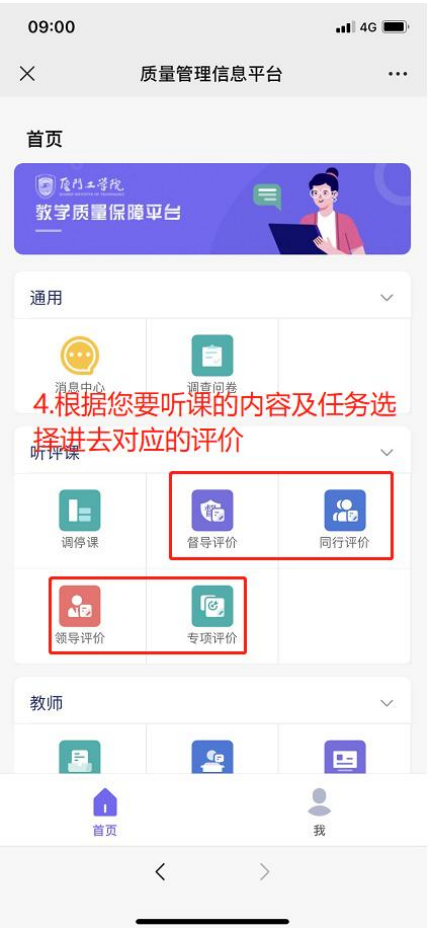 09:00
4G
质量管理信息平台
首页
厦门工学院
教学质量保障平台
通用
消息中心
调查问卷
4.根据您要听课的内容及任务选
择进去对应的评价
听评课
调停课
督导评价
同行评价
领导评价
专项评价
教师
首页
我